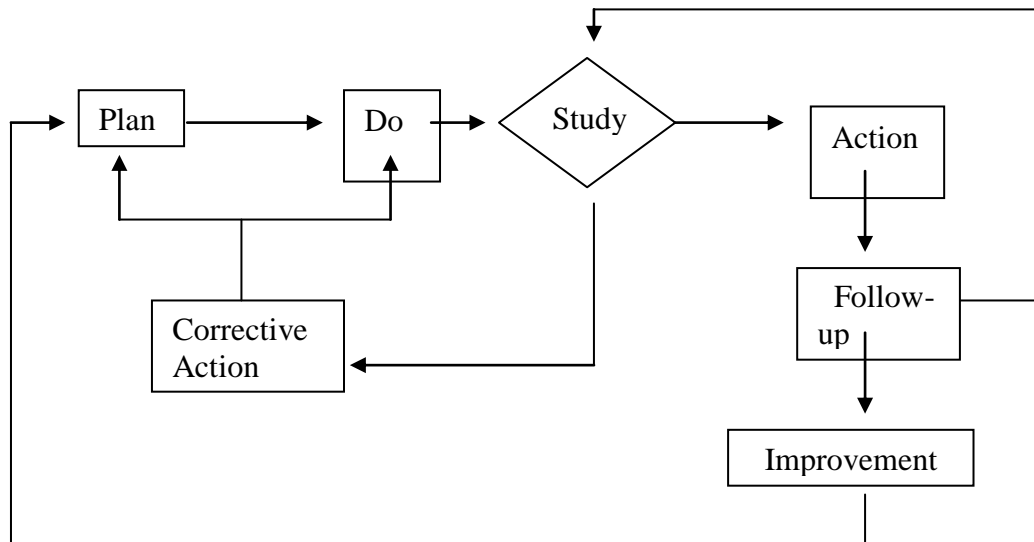 Plan
Do
Study
Action
Corrective
Action
Follow-
up
Improvement